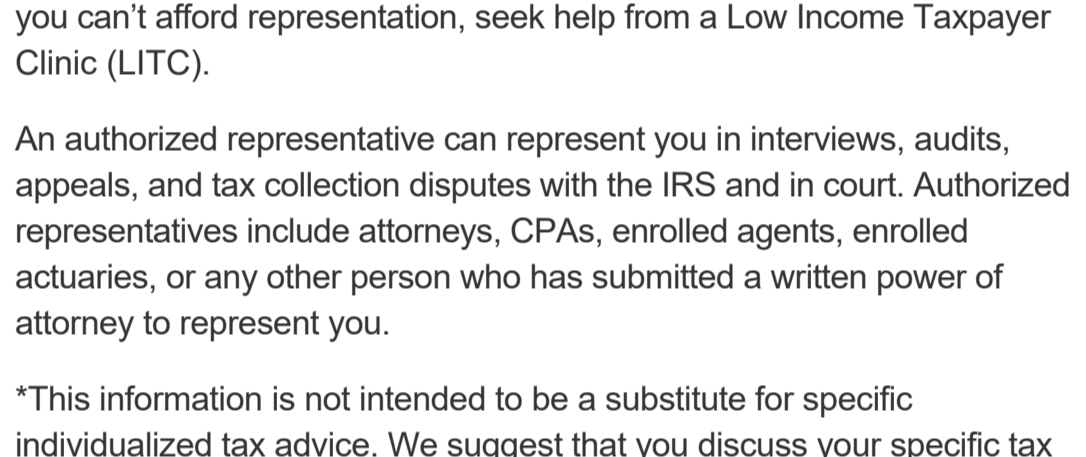 you can’t afford representation, seek help from a Low Income Taxpayer
Clinic (LITC).
An authorized representative can represent you in interviews, audits,
appeals, and tax collection disputes with the IRS and in court. Authorized
representatives include attorneys, CPAs, enrolled agents, enrolled
actuaries, or any other person who has submitted a written power of
attorney to represent you.
*This information is not intended to be a substitute for specific
individualized tax advice. We suggest that you discuss your specific tax